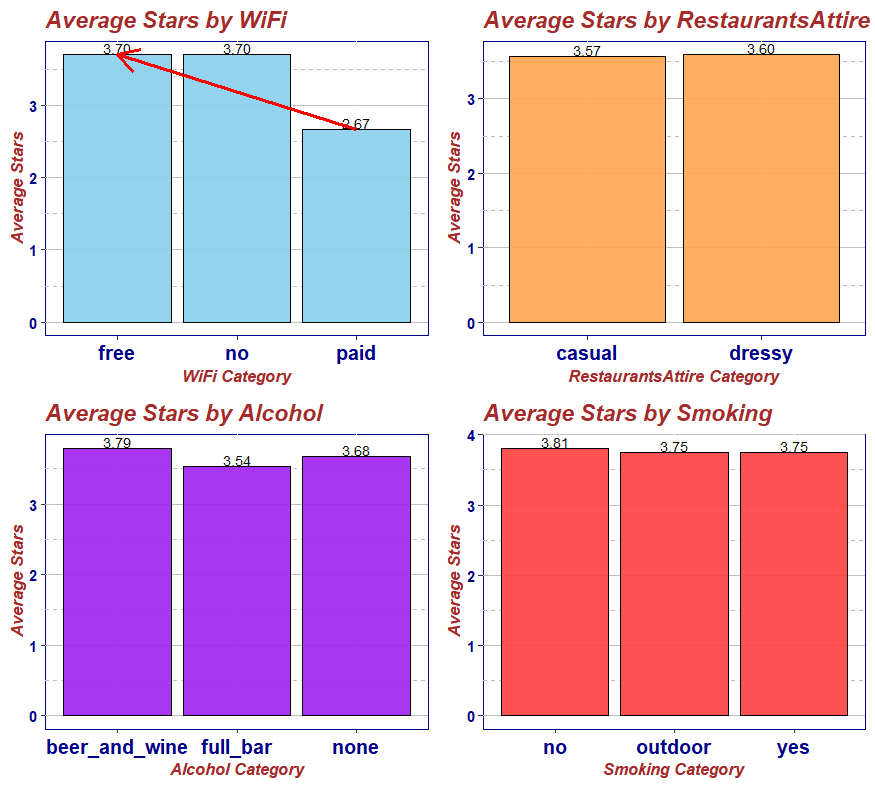 Average Stars by WiFi
3.70
3.70
2.67
3
2
1
0
Average Stars
free
no
paid
WiFi Category
Average Stars by RestaurantsAttire
3.57
3.60
3
2
1
0
Average Stars
casual
dressy
RestaurantsAttire Category
Average Stars by Alcohol
3.79
3.54
3.68
3
2
1
0
Average Stars
beer_and_wine
full_bar
none
Alcohol Category
Average Stars by Smoking
3.81
3.75
3.75
4
3
2
1
0
Average Stars
no
outdoor
yes
Smoking Category